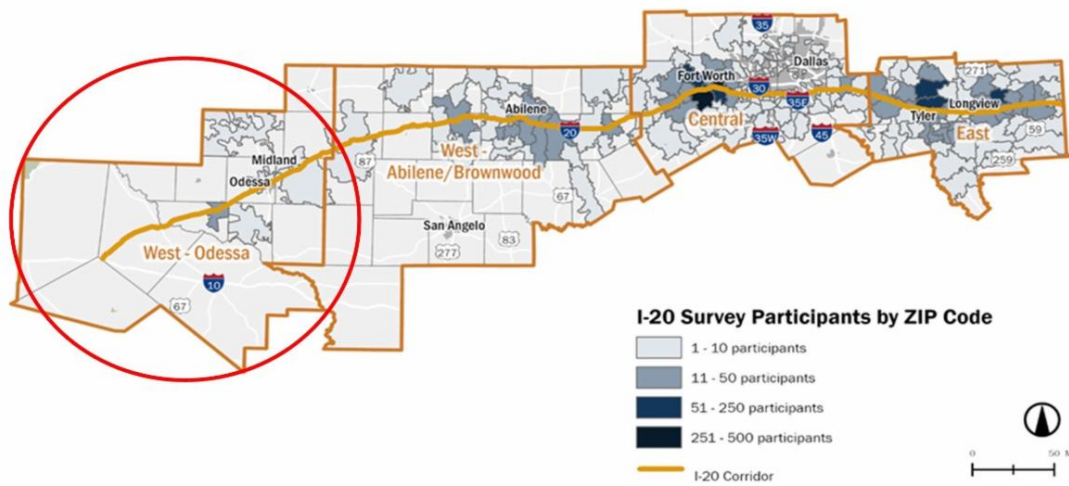 35
Dallas
Fort Worth
30
271
Abilene
35E
Longview
20
Central
Tyler
Midland
87
West -
Abilene/Brownwood
35W
45
East
59
Odessa
259
67
San Angelo
83
277
West - Odessa
10
67
I-20 Survey Participants by ZIP Code
1 - 10 participants
11 - 50 participants
51 - 250 participants
251 - 500 participants
I-20 Corridor
0 50 M